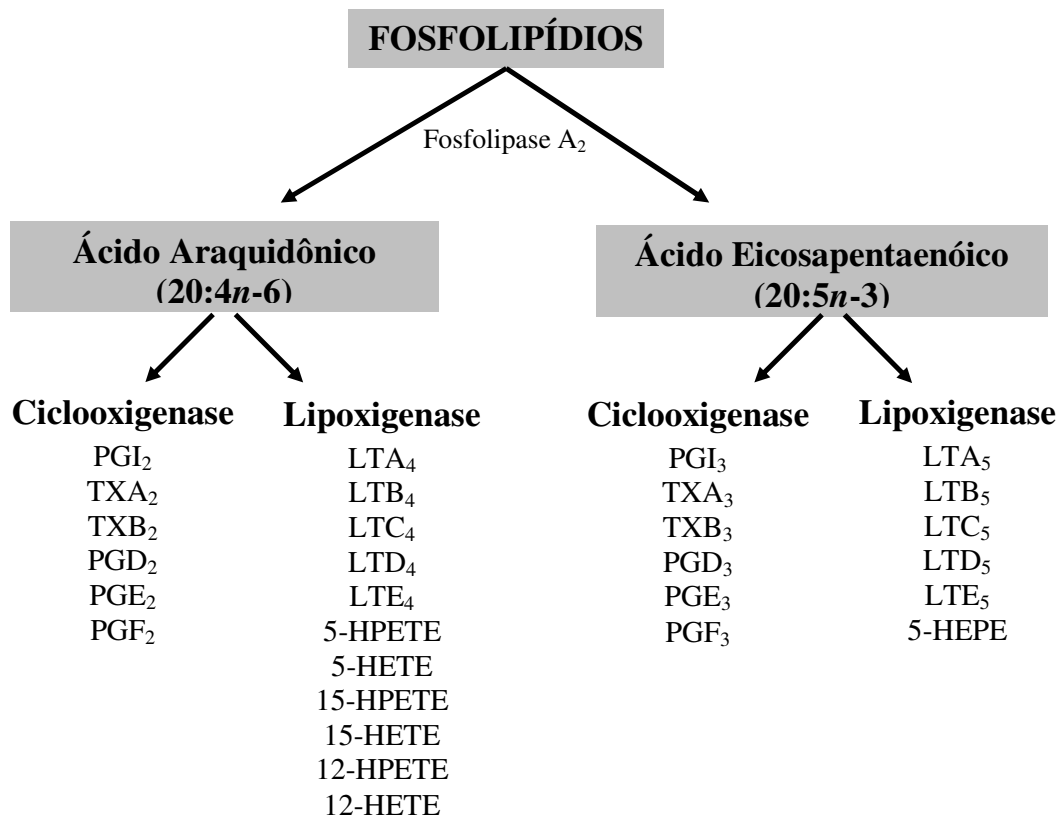 FOSFOLIPÍDIOS
Fosfolipase A₂
Ácido Araquidônico
(20:4n-6)
Ciclooxigenase
PGI₂
TXA₂
TXB₂
PGD₂
PGE₂
PGF₂
Lipoxigenase
LTA₄
LTB₄
LTC₄
LTD₄
LTE₄
5-HPETE
5-HETE
15-HPETE
15-HETE
12-HPETE
12-HETE
Ácido Eicosapentaenóico
(20:5n-3)
Ciclooxigenase
PGI₃
TXA₃
TXB₃
PGD₃
PGE₃
PGF₃
Lipoxigenase
LTA₅
LTB₅
LTC₅
LTD₅
LTE₅
5-HEPE